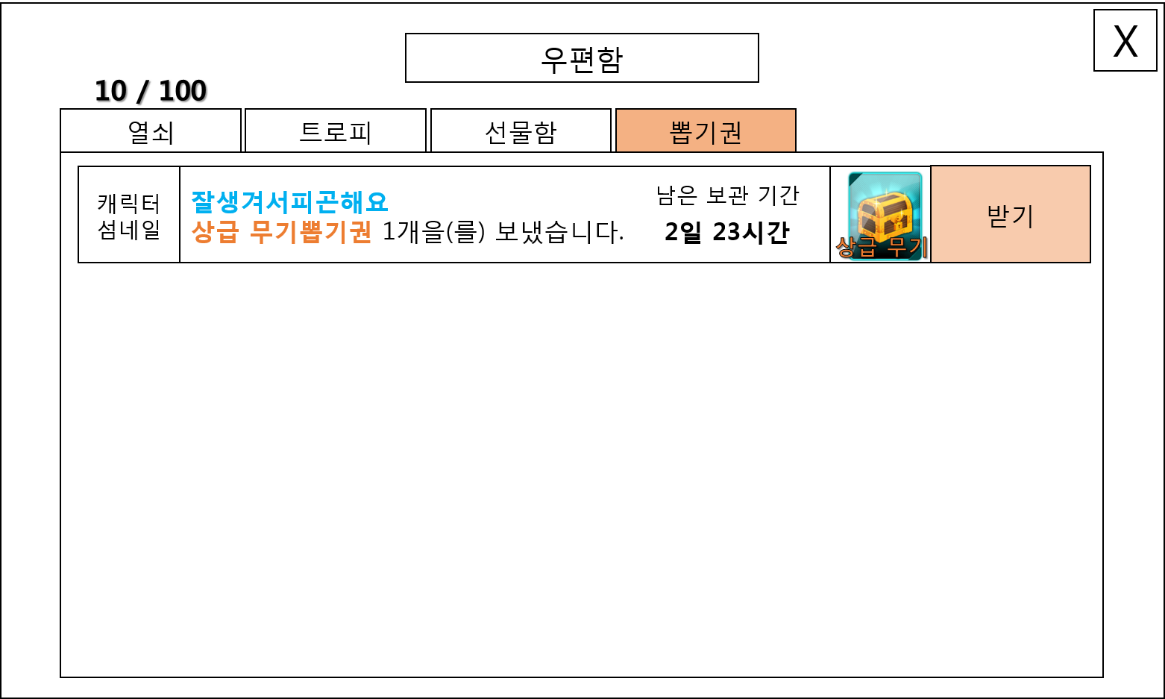 우편함
X
10 / 100
열쇠
트로피
선물함
뽑기권
캐릭터
섬네일
잘생겨서피곤해요
상급 무기뽑기권 1개을(를) 보냈습니다.
남은 보관 기간
2일 23시간
상급 무기
받기